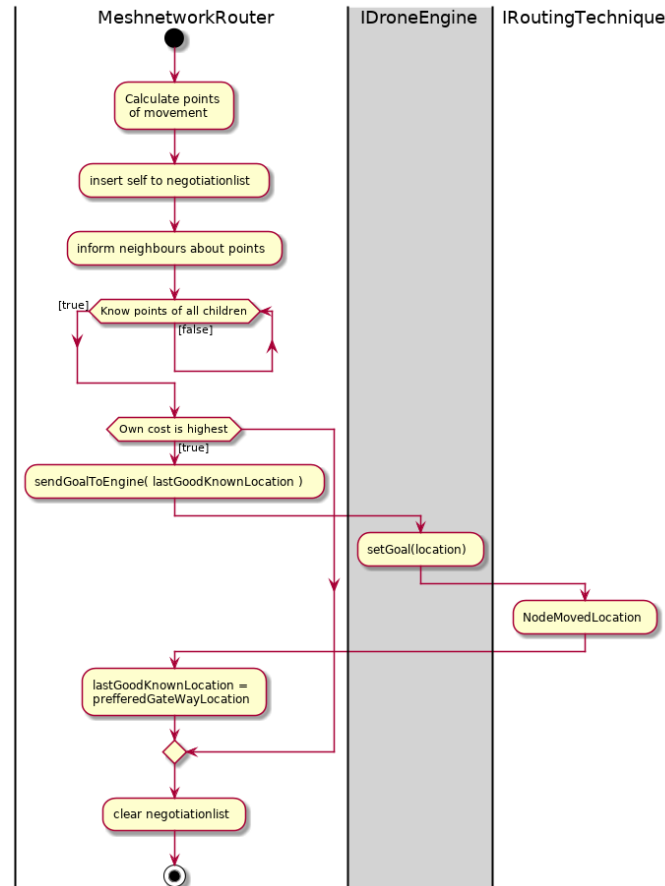 MeshnetworkRouter
IDroneEngine
IRoutingTechnique
Calculate points
of movement
insert self to negotiationlist
inform neighbours about points
[true]
Know points of all children
[false]
Own cost is highest
[true]
sendGoalToEngine( lastGoodKnownLocation )
setGoal(location)
NodeMovedLocation
lastGoodKnownLocation =
prefferedGateWayLocation
clear negotiationlist